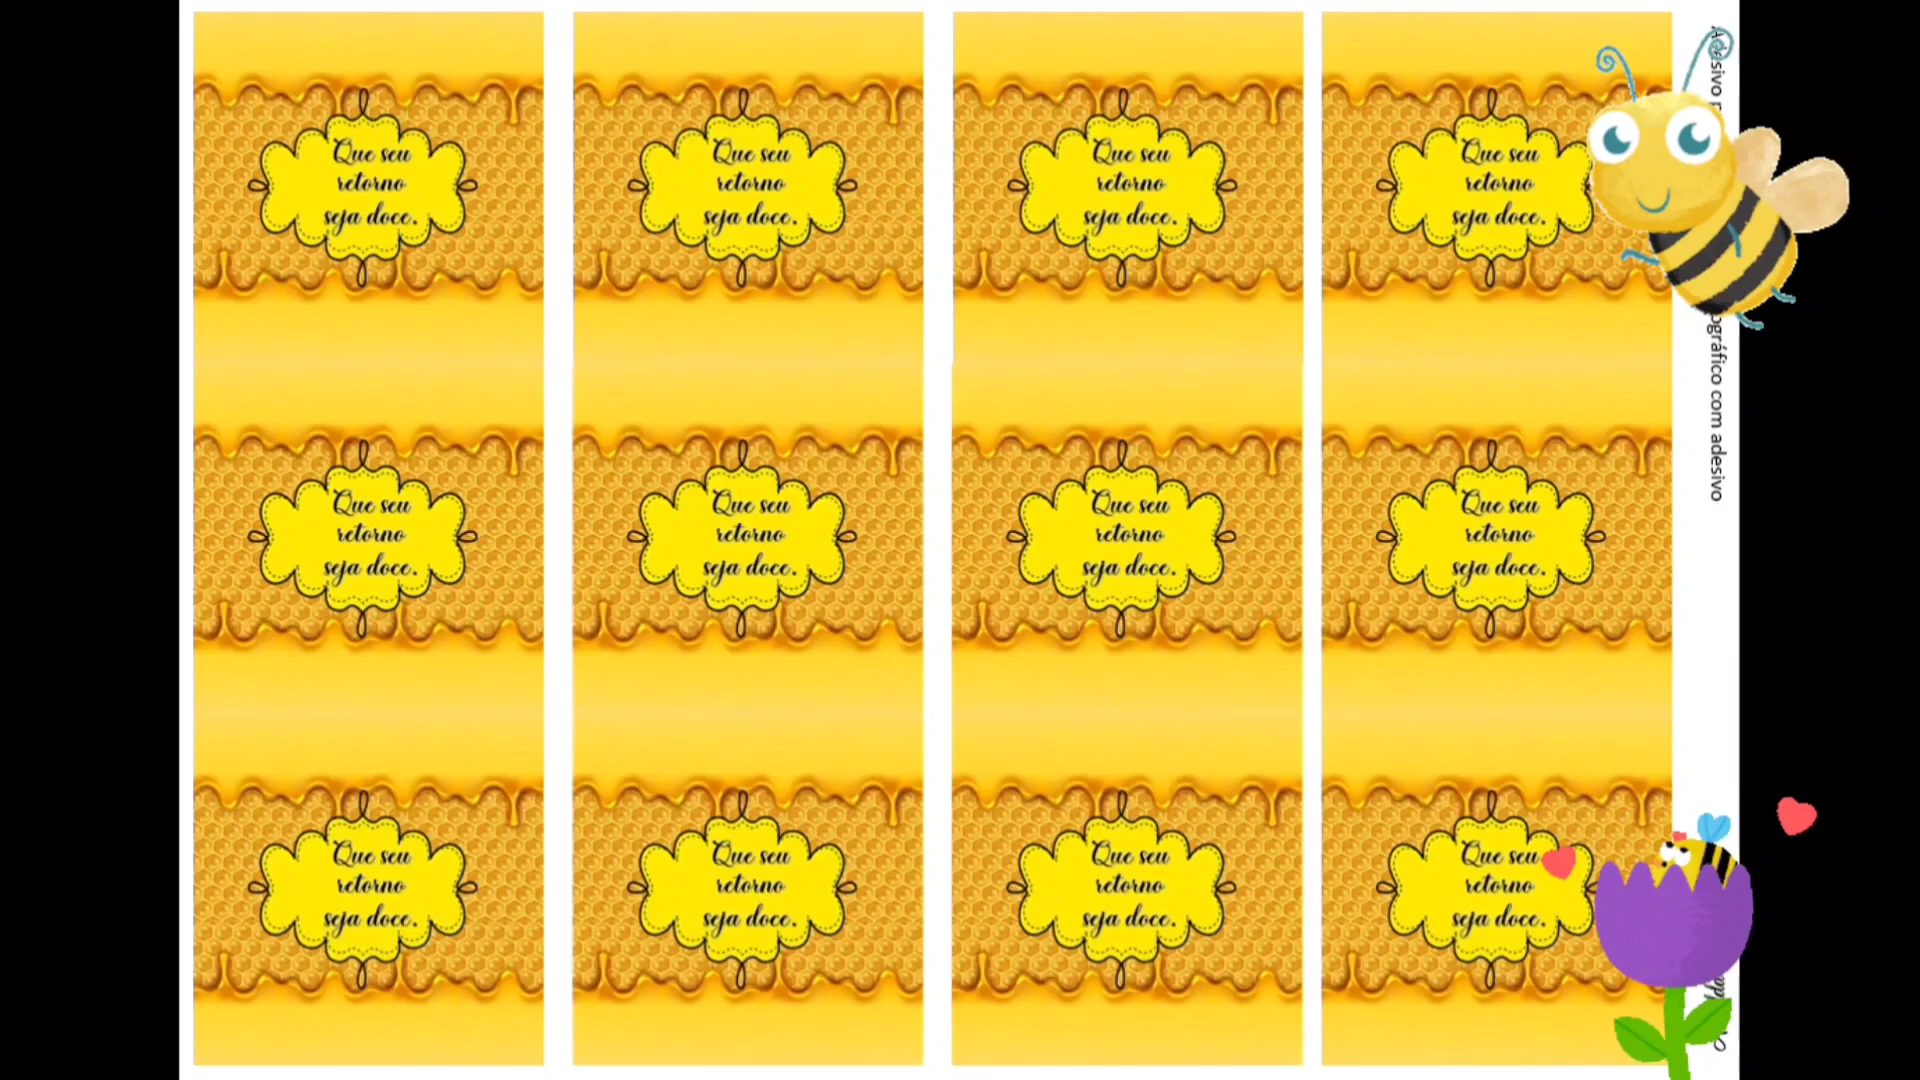 Que seu
retorno
seja doce.
Que seu
retorno
seja doce.
Que seu
retorno
seja doce.
Que seu
retorno
seja doce.
Que seu
retorno
seja doce.
Que seu
retorno
seja doce.
Que seu
retorno
seja doce.
Que seu
retorno
seja doce.
Que seu
retorno
seja doce.
Que seu
retorno
seja doce.
Que seu
retorno
seja doce.
Que seu
retorno
seja doce.
Adesivo com adesivo